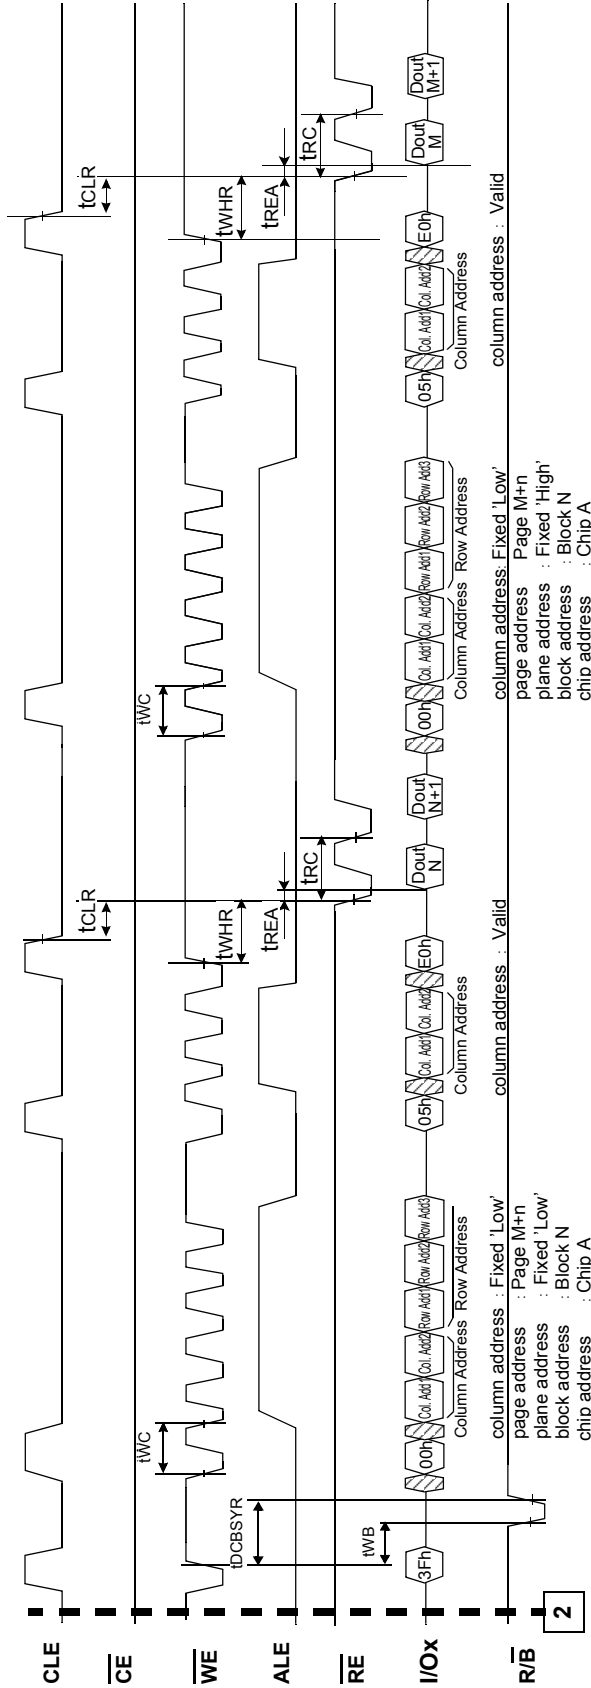 CLE
CE
WE
ALE
RE
I/Ox
R/B
2
tWC
tCLR
tWC
tCLR
tDCBSYR
tWB
tWHR
tREA
tRC
tWHR
tREA
tRC
3Fh
00h
Col. Add1
Col. Add2
Row Add1
Row Add2
Row Add3
05h
Col. Add1
Col. Add2
E0h
Dout N
Dout N+1
00h
Col. Add1
Col. Add2
Row Add1
Row Add2
Row Add3
05h
Col. Add1
Col. Add2
E0h
Dout M
Dout M+1
Column Address
Row Address
Column Address
Column Address
Row Address
Column Address
column address : Fixed 'Low'
page address : Page M+n
plane address : Fixed 'Low'
block address : Block N
chip address : Chip A
column address : Valid
column address: Fixed 'Low'
page address : Page M+n
plane address : Fixed 'High'
block address : Block N
chip address : Chip A
column address : Valid